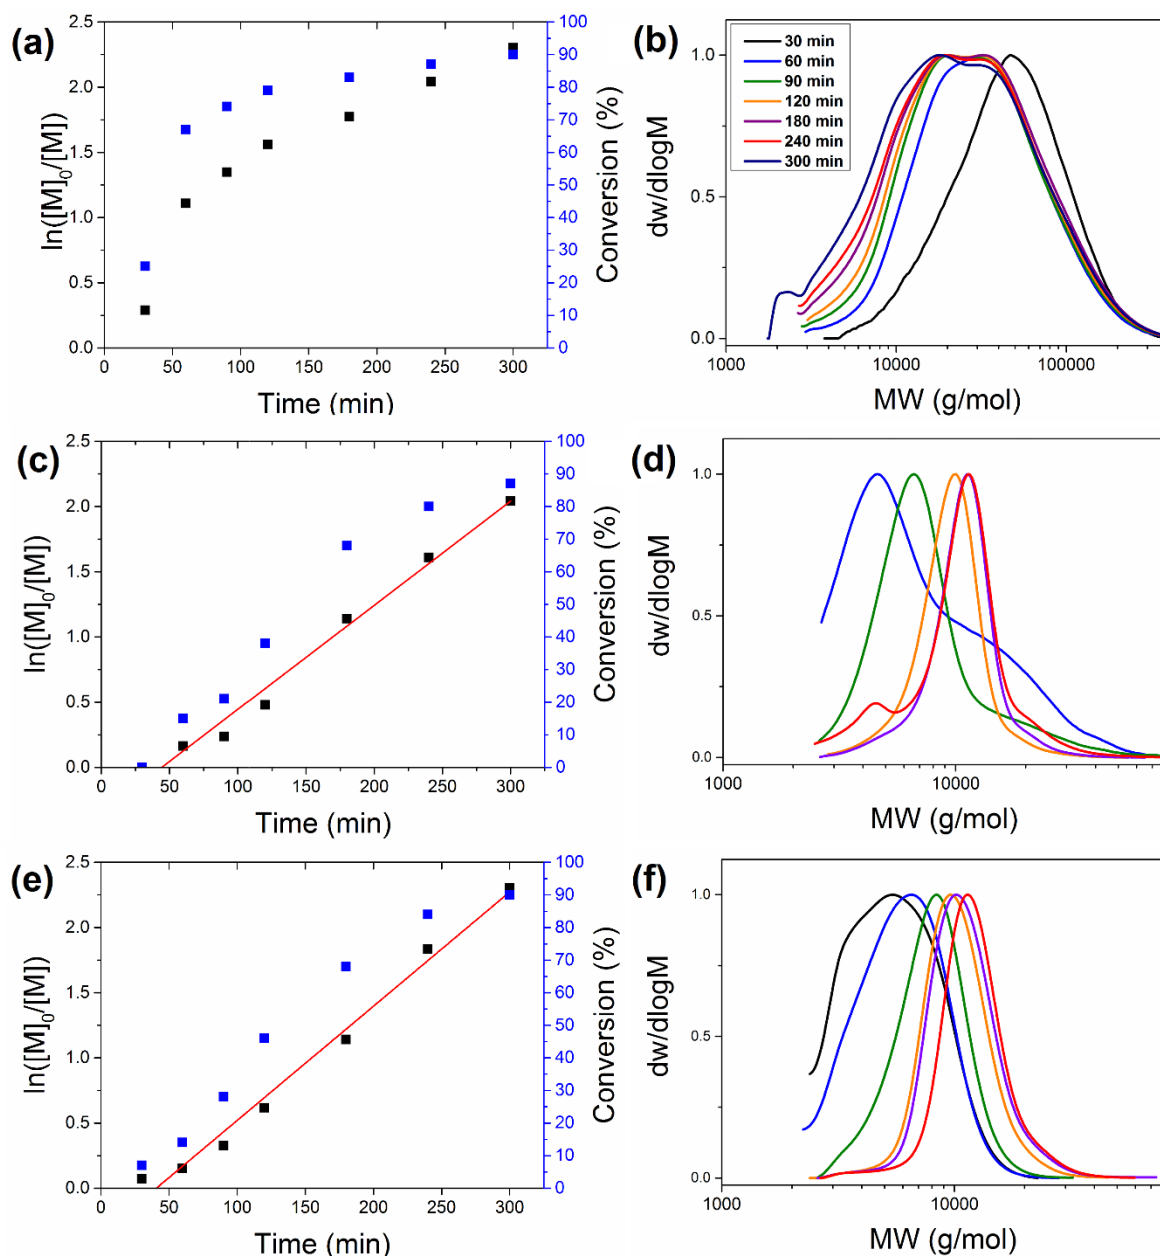 (a)
ln([M]₀/[M])
2.5
2.0
1.5
1.0
0.5
0.0
0 50 100 150 200 250 300
Time (min)
100
90
80
70
60
50
40
30
20
10
0
Conversion (%)
(b)
dw/dlogM
1.0
0.5
0.0
30 min
60 min
90 min
120 min
180 min
240 min
300 min
1000 10000 100000
MW (g/mol)
(c)
ln([M]₀/[M])
2.5
2.0
1.5
1.0
0.5
0.0
0 50 100 150 200 250 300
Time (min)
100
90
80
70
60
50
40
30
20
10
0
Conversion (%)
(d)
dw/dlogM
1.0
0.5
0.0
1000 10000
MW (g/mol)
(e)
ln([M]₀/[M])
2.5
2.0
1.5
1.0
0.5
0.0
0 50 100 150 200 250 300
Time (min)
100
90
80
70
60
50
40
30
20
10
0
Conversion (%)
(f)
dw/dlogM
1.0
0.5
0.0
1000 10000
MW (g/mol)